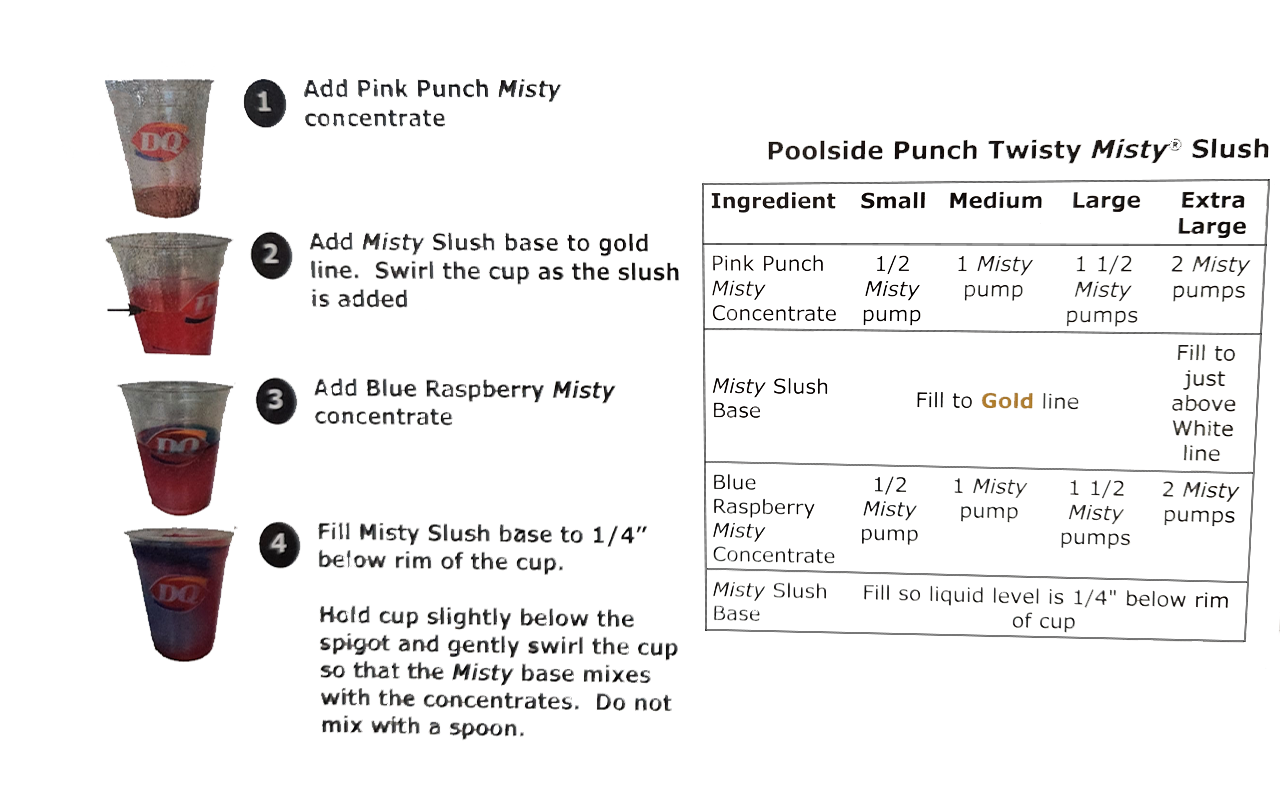 DQ
1
Add Pink Punch Misty
concentrate
2
Add Misty Slush base to gold
line. Swirl the cup as the slush
is added
3
Add Blue Raspberry Misty
concentrate
DQ
4
Fill Misty Slush base to 1/4”
below rim of the cup.
DQ
Hold cup slightly below the
spigot and gently swirl the cup
so that the Misty base mixes
with the concentrates. Do not
mix with a spoon.
Poolside Punch Twisty Misty® Slush
Ingredient Small Medium Large Extra
Large
Pink Punch 1/2 1 Misty 1 1/2 2 Misty
Misty Misty pump Misty pumps
Concentrate pump pumps
Fill to
just
Misty Slush above
Base Fill to Gold line White
line
Blue 1/2 1 Misty 1 1/2 2 Misty
Raspberry Misty pump Misty pumps
Misty pump pumps
Concentrate
Misty Slush Fill so liquid level is 1/4" below rim
Base of cup